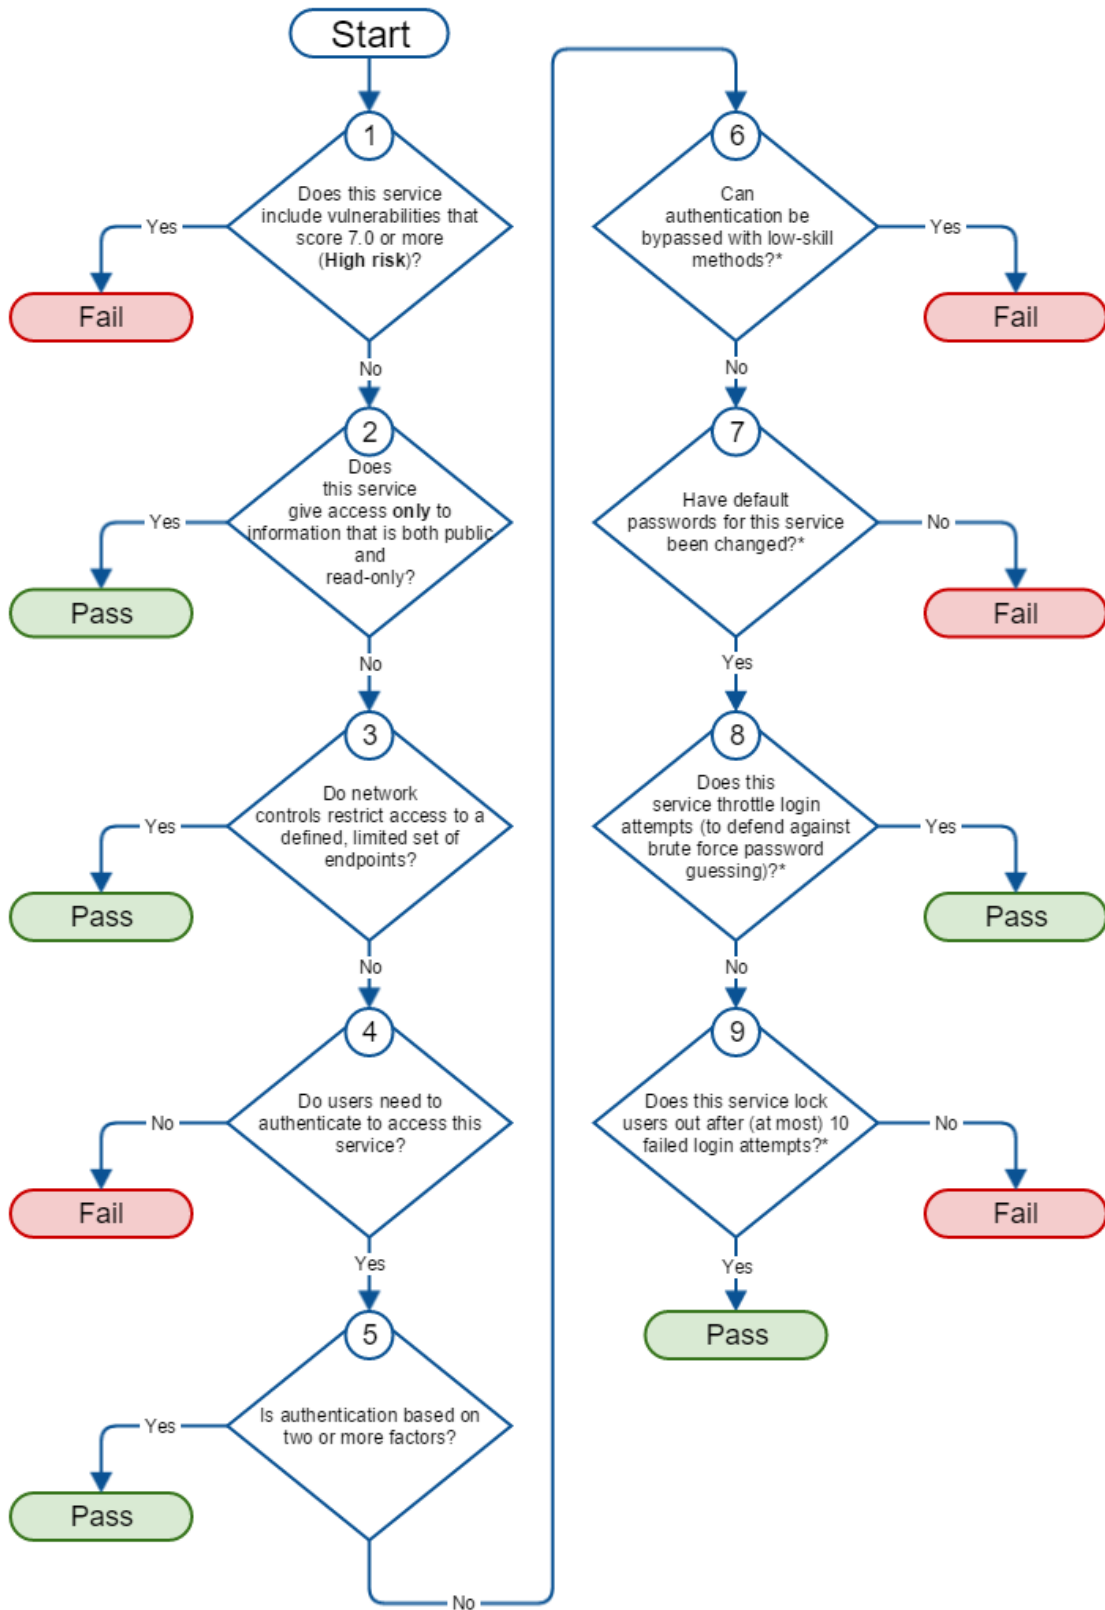 Start
1
Does this service
include vulnerabilities that
score 7.0 or more
(High risk)?
Yes
Fail
No
2
Does
this service
give access only to
information that is both public
and
read-only?
Yes
Pass
No
3
Do network
controls restrict access to a
defined, limited set of
endpoints?
Yes
Pass
No
4
Do users need to
authenticate to access this
service?
No
Fail
Yes
5
Is authentication based on
two or more factors?
Yes
Pass
No
6
Can
authentication be
bypassed with low-skill
methods?*
Yes
Fail
No
7
Have default
passwords for this service
been changed?*
No
Fail
Yes
8
Does this
service throttle login
attempts (to defend against
brute force password
guessing)?*
Yes
Pass
No
9
Does this service lock
users out after (at most) 10
failed login attempts?*
No
Fail
Yes
Pass